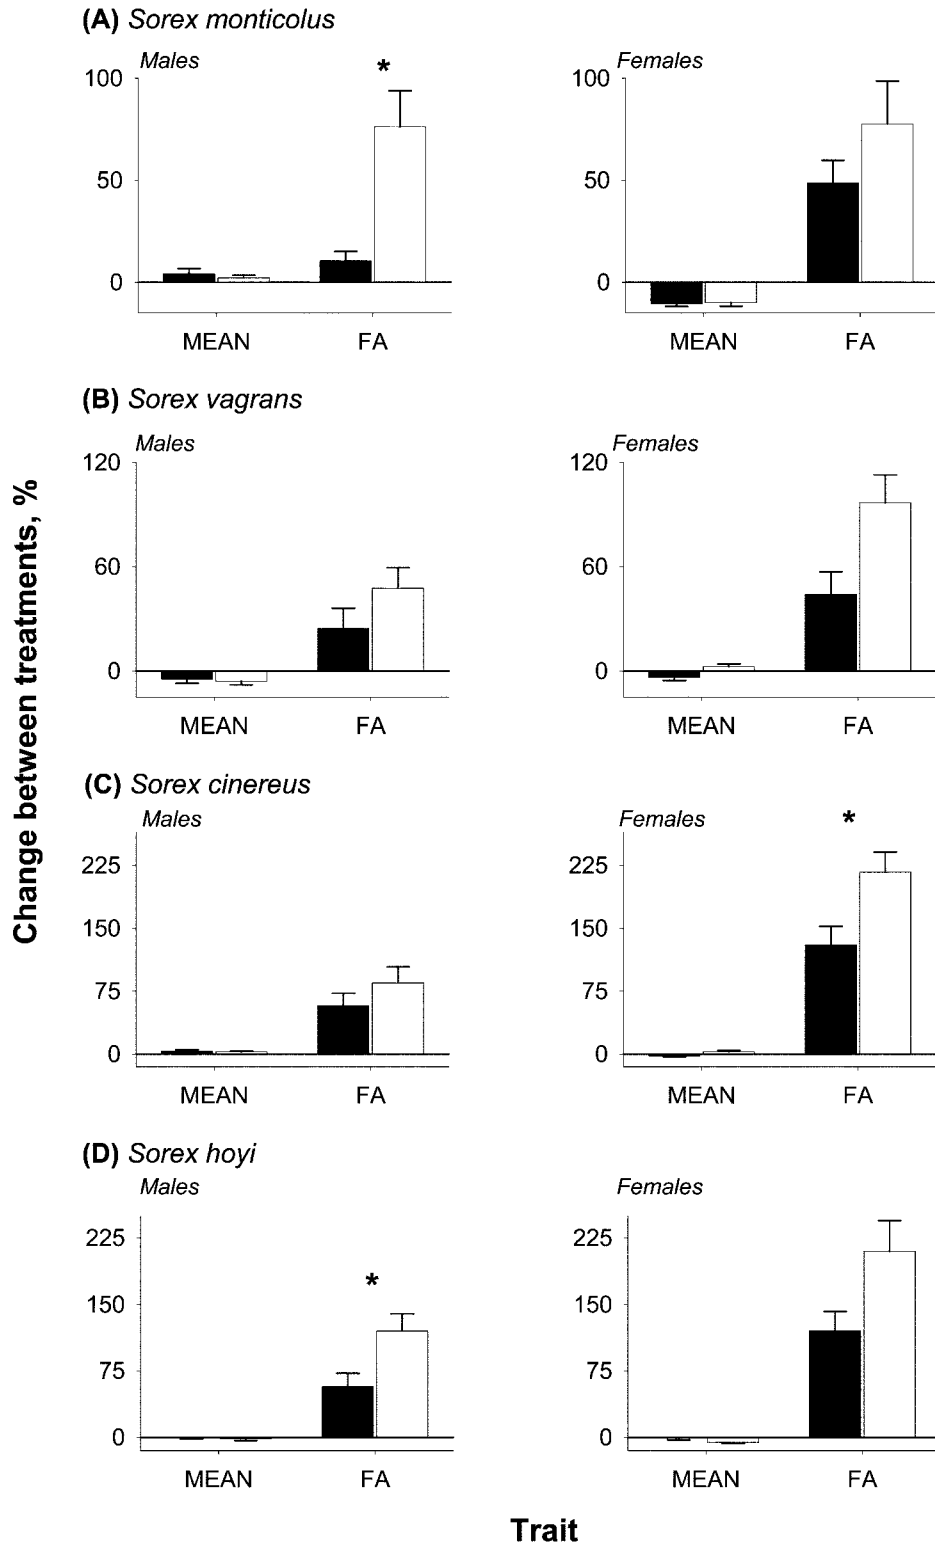 (A) Sorex monticolus
Males
Females
*
100
50
0
MEAN
FA
100
50
0
MEAN
FA
(B) Sorex vagrans
Males
Females
120
60
0
MEAN
FA
120
60
0
MEAN
FA
Change between treatments, %
(C) Sorex cinereus
Males
Females
*
225
150
75
0
MEAN
FA
225
150
75
0
MEAN
FA
(D) Sorex hoyi
Males
Females
*
225
150
75
0
MEAN
FA
225
150
75
0
MEAN
FA
Trait